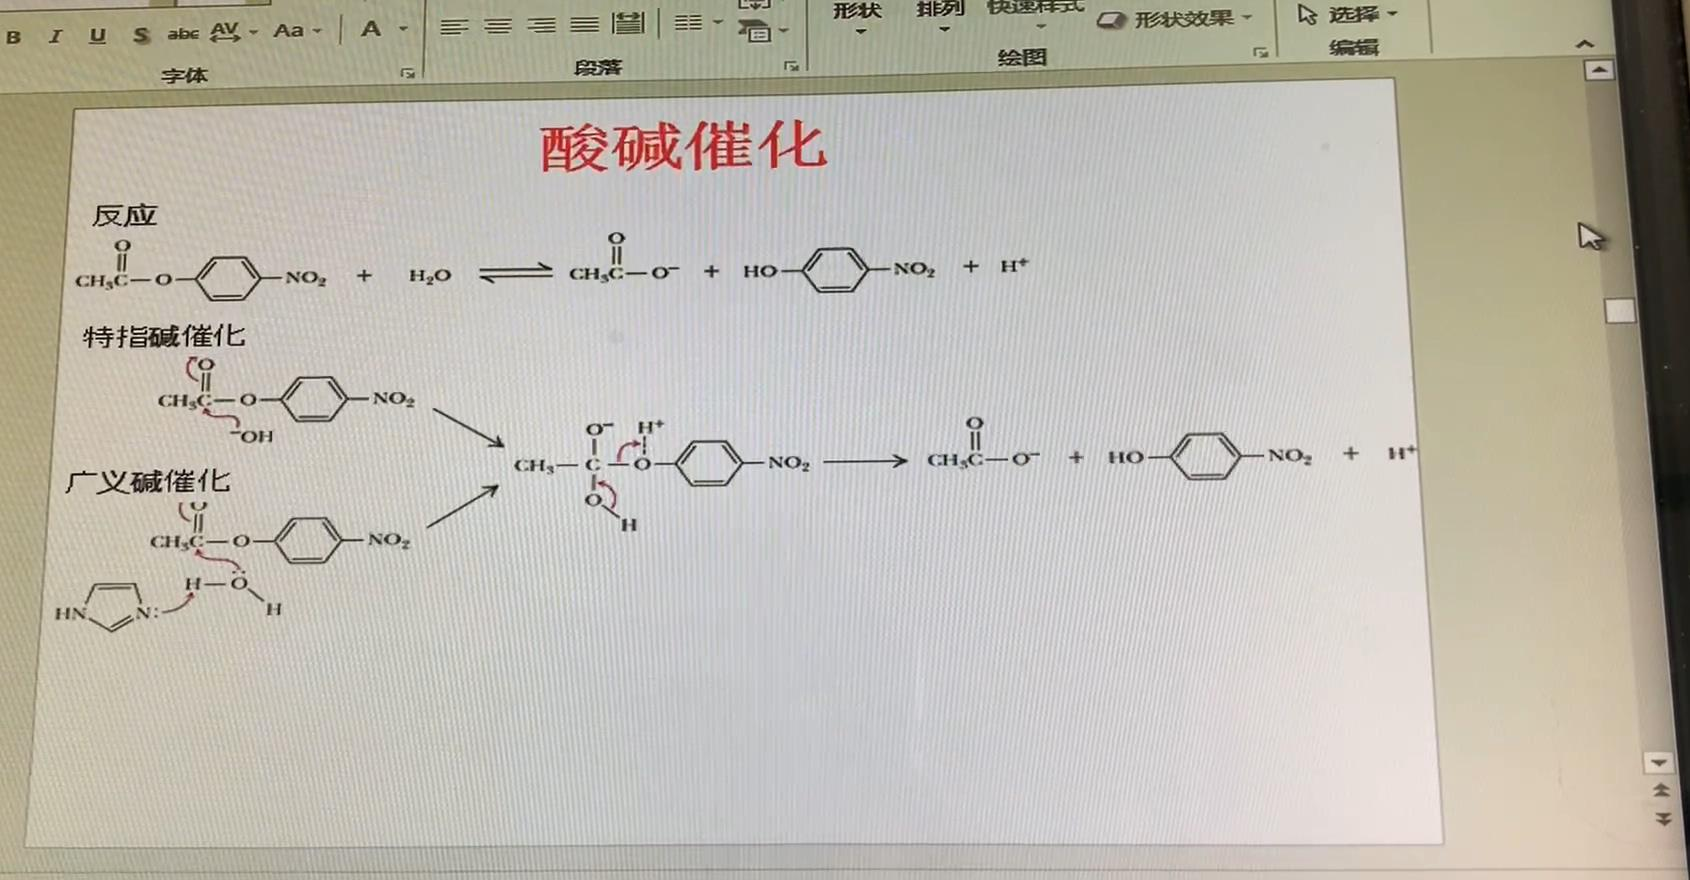 形状 排列 快速样式
B I U S abc AV Aa A 形状效果 选择
字体 段落 绘图 编辑
酸碱催化
反应
O O
CH₃C—O NO₂ + H₂O ⇌ CH₃C—O⁻ + HO NO₂ + H⁺
特指碱催化
O
CH₃C—O NO₂
⁻OH
O⁻ H⁺ O
CH₃—C—O NO₂ → CH₃C—O⁻ + HO NO₂ + H⁺
O
H
广义碱催化
O
CH₃C—O NO₂
H—O
HN N: H